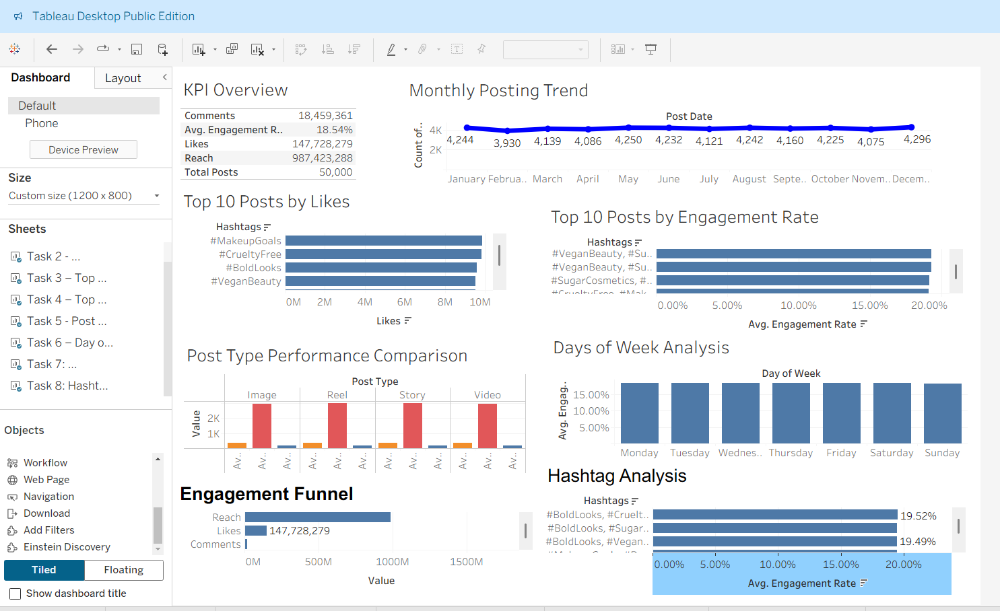 Tableau Desktop Public Edition
Dashboard
Layout
Default
Phone
Device Preview
Size
Custom size (1200 x 800)
Sheets
Task 2 - ...
Task 3 – Top ...
Task 4 – Top ...
Task 5 - Post ...
Task 6 – Day o...
Task 7: ...
Task 8: Hasht...
Objects
Workflow
Web Page
Navigation
Download
Add Filters
Einstein Discovery
Tiled Floating
Show dashboard title
KPI Overview
Comments 18,459,361
Avg. Engagement R.. 18.54%
Likes 147,728,279
Reach 987,423,288
Total Posts 50,000
Monthly Posting Trend
Post Date
Count of..
4K
2K
4,244 3,930 4,139 4,086 4,250 4,232 4,121 4,242 4,160 4,225 4,075 4,296
January Februa.. March April May June July August Septe.. October Novem.. Decem..
Top 10 Posts by Likes
Hashtags
#MakeupGoals
#CrueltyFree
#BoldLooks
#VeganBeauty
0M 2M 4M 6M 8M 10M
Likes
Top 10 Posts by Engagement Rate
Hashtags
#VeganBeauty, #Su..
#VeganBeauty, #Su..
#SugarCosmetics, #..
#CrueltyFree, #Mak..
0.00% 5.00% 10.00% 15.00% 20.00%
Avg. Engagement Rate
Post Type Performance Comparison
Post Type
Image Reel Story Video
Value
2K
1K
Av.. Av.. Av.. Av.. Av.. Av.. Av.. Av.. Av.. Av.. Av.. Av..
Days of Week Analysis
Day of Week
Avg. Engag..
15.00%
10.00%
5.00%
Monday Tuesday Wednes.. Thursday Friday Saturday Sunday
Engagement Funnel
Reach
Likes 147,728,279
Comments
0M 500M 1000M 1500M
Value
Hashtag Analysis
Hashtags
#BoldLooks, #Cruelt.. 19.52%
#BoldLooks, #Sugar..
#BoldLooks, #Vegan.. 19.49%
0.00% 5.00% 10.00% 15.00% 20.00%
Avg. Engagement Rate